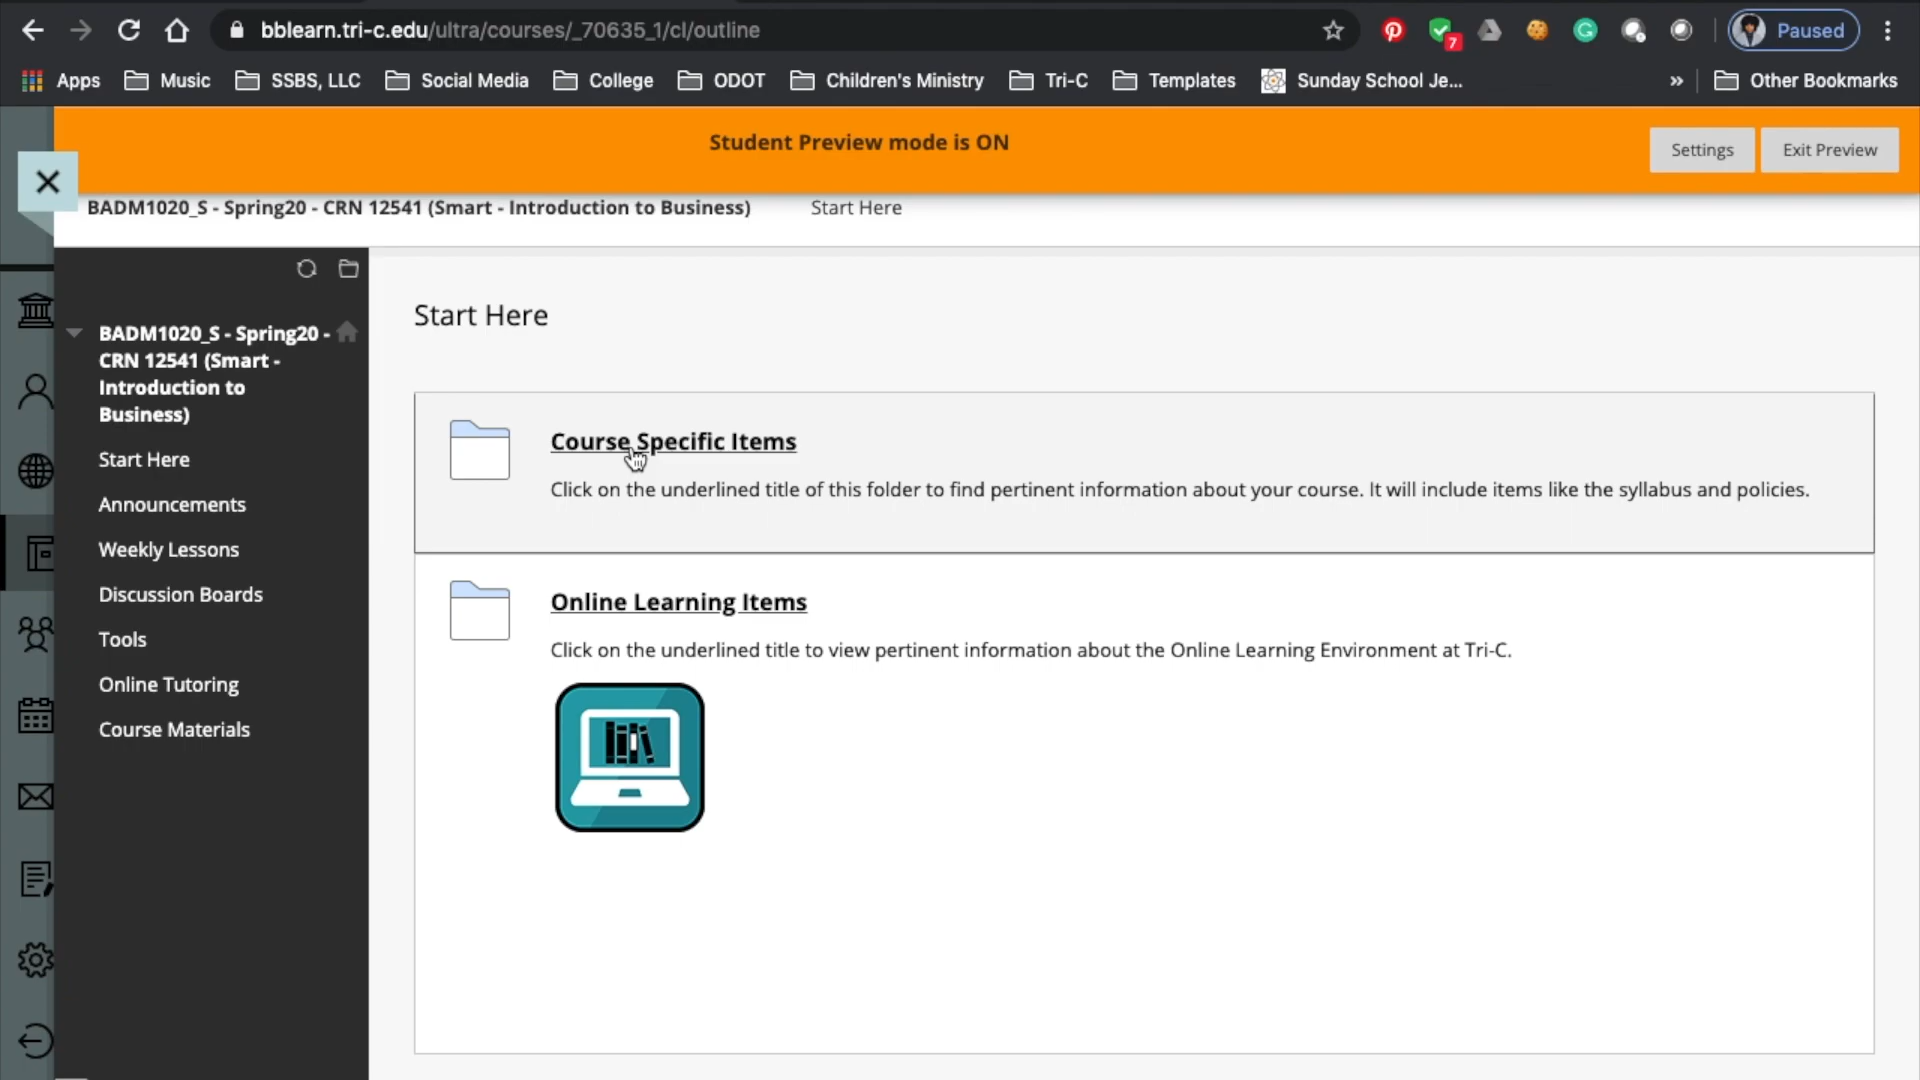 bblearn.tri-c.edu/ultra/courses/_70635_1/cl/outline
7
Paused
Apps
Music
SSBS, LLC
Social Media
College
ODOT
Children's Ministry
Tri-C
Templates
Sunday School Je...
»
Other Bookmarks
Student Preview mode is ON
Settings
Exit Preview
BADM1020_S - Spring20 - CRN 12541 (Smart - Introduction to Business)
Start Here
BADM1020_S - Spring20 -
CRN 12541 (Smart -
Introduction to
Business)
Start Here
Announcements
Weekly Lessons
Discussion Boards
Tools
Online Tutoring
Course Materials
Start Here
Course Specific Items
Click on the underlined title of this folder to find pertinent information about your course. It will include items like the syllabus and policies.
Online Learning Items
Click on the underlined title to view pertinent information about the Online Learning Environment at Tri-C.